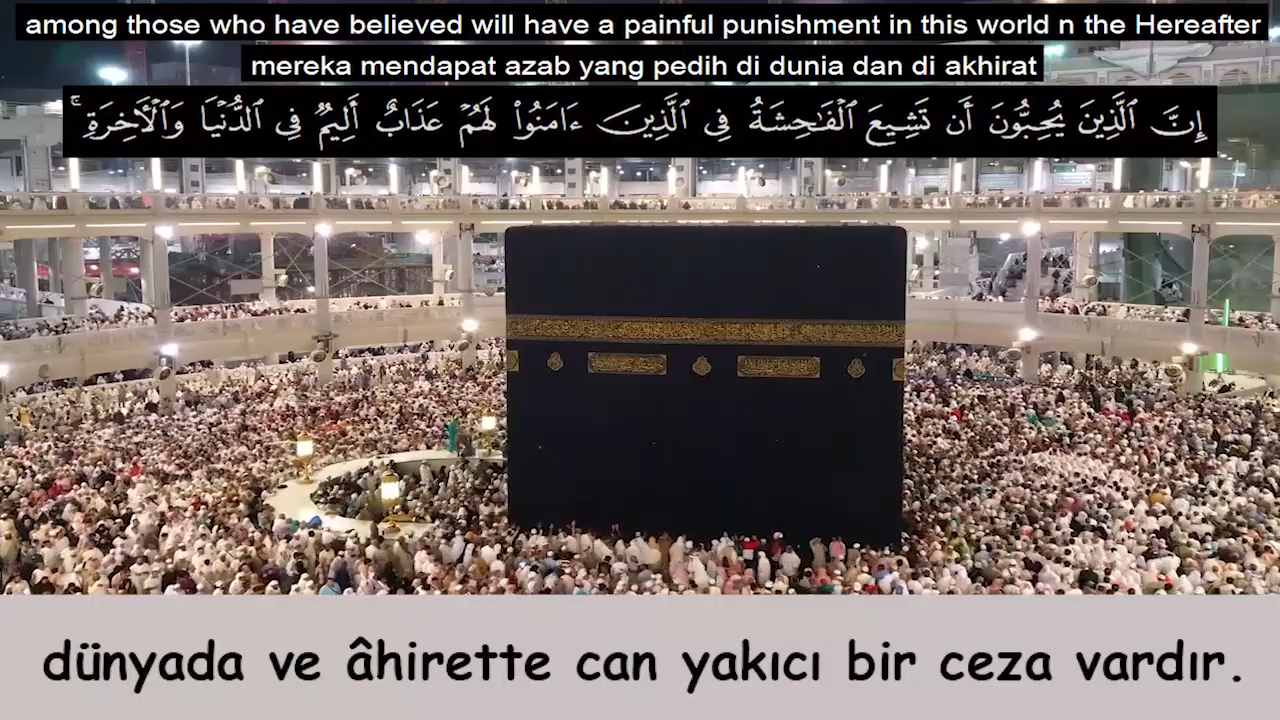 among those who have believed will have a painful punishment in this world n the Hereafter
mereka mendapat azab yang pedih di dunia dan di akhirat
إِنَّ ٱلَّذِينَ يُحِبُّونَ أَن تَشِيعَ ٱلْفَـٰحِشَةُ فِى ٱلَّذِينَ ءَامَنُوا۟ لَهُمْ عَذَابٌ أَلِيمٌ فِى ٱلدُّنْيَا وَٱلْـَٔاخِرَةِ ۚ
dünyada ve âhirette can yakıcı bir ceza vardır.